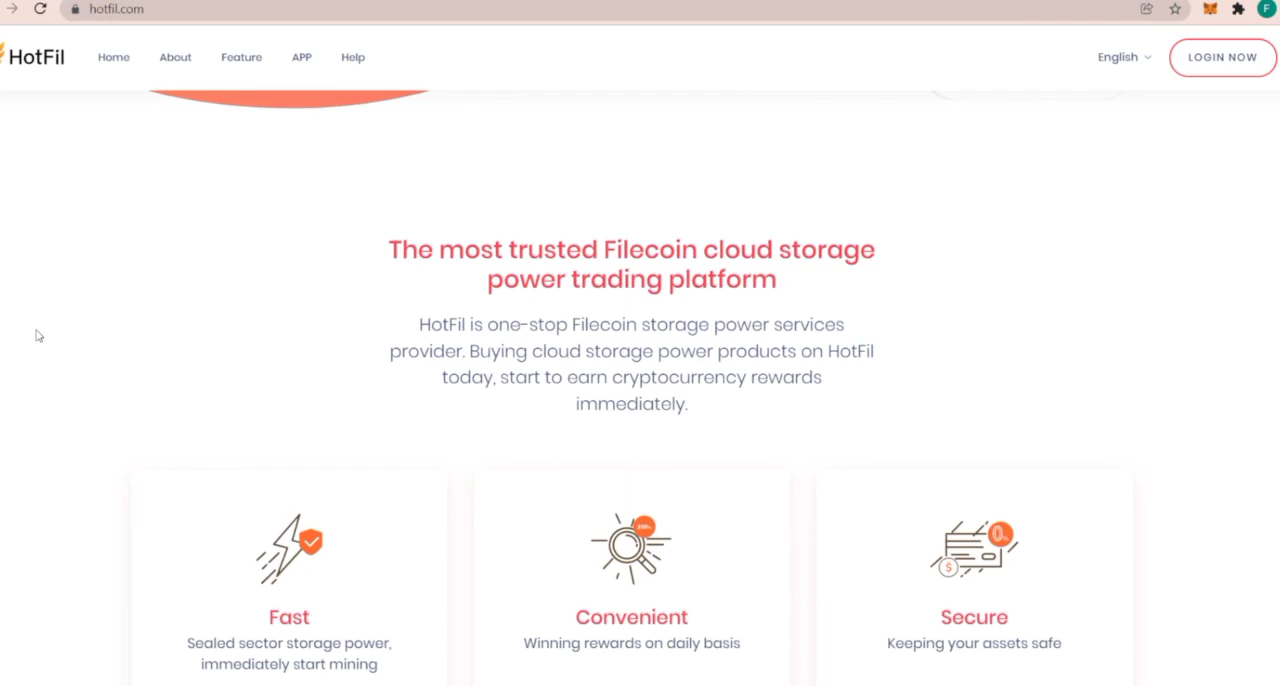 hotfil.com
F
HotFil Home About Feature APP Help English LOGIN NOW
The most trusted Filecoin cloud storage
power trading platform
HotFil is one-stop Filecoin storage power services
provider. Buying cloud storage power products on HotFil
today, start to earn cryptocurrency rewards
immediately.
Fast
Sealed sector storage power,
immediately start mining
Convenient
Winning rewards on daily basis
0%
$
Secure
Keeping your assets safe